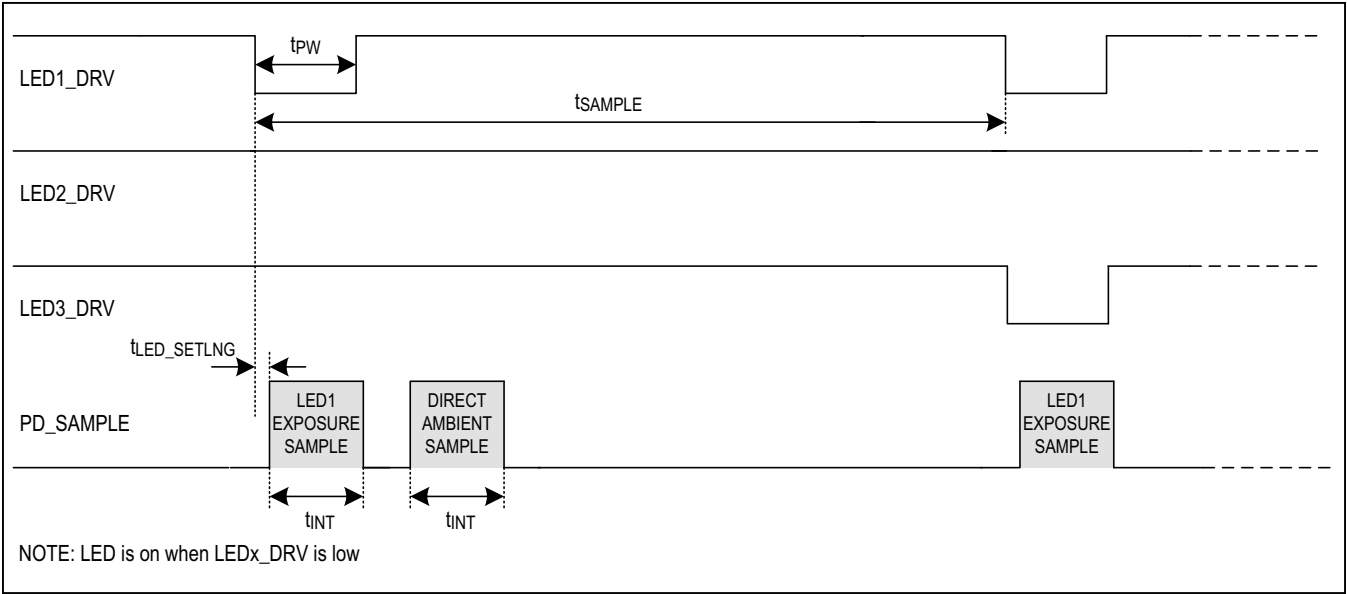 tPW
LED1_DRV
tSAMPLE
LED2_DRV
LED3_DRV
tLED_SETLNG
PD_SAMPLE
LED1
EXPOSURE
SAMPLE
DIRECT
AMBIENT
SAMPLE
LED1
EXPOSURE
SAMPLE
tINT
tINT
NOTE: LED is on when LEDx_DRV is low